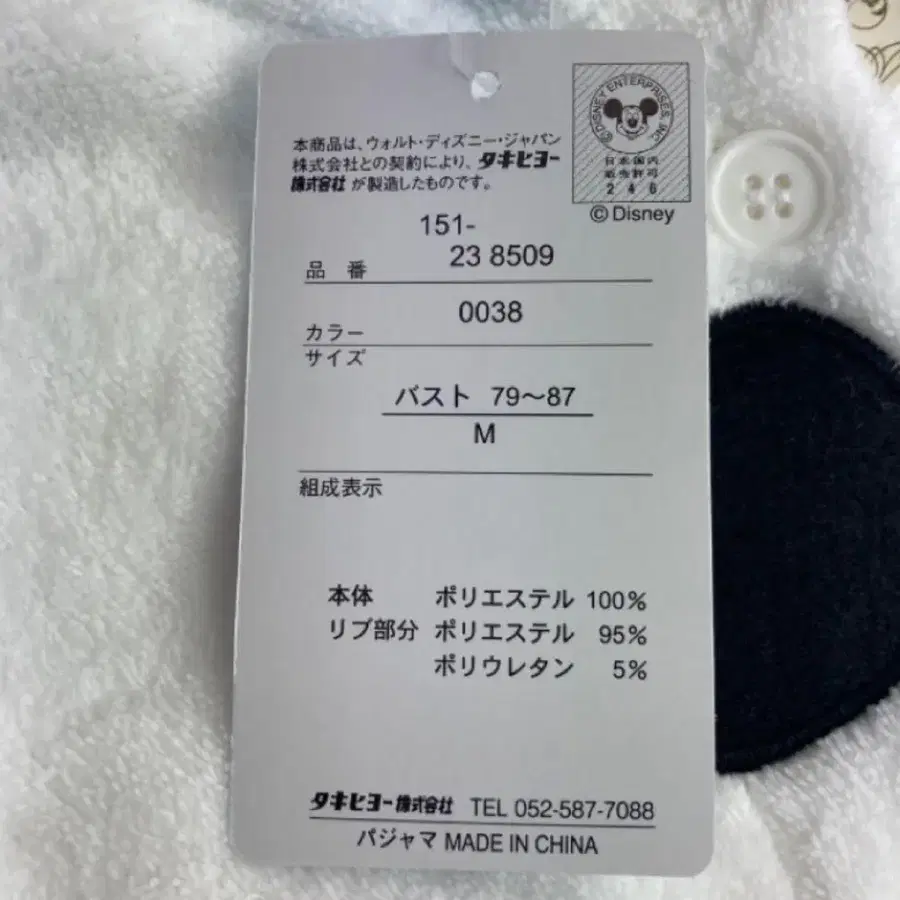 本商品は、ウォルト・ディズニー・ジャパン
株式会社との契約により、タキヒヨー
株式会社が製造したものです。
©DISNEY ENTERPRISES, INC.
日本国内
販売許可
246
© Disney
151-
品番 23 8509
カラー 0038
サイズ
バスト 79〜87
M
組成表示
本体 ポリエステル 100%
リブ部分 ポリエステル 95%
ポリウレタン 5%
タキヒヨー株式会社 TEL 052-587-7088
パジャマ MADE IN CHINA